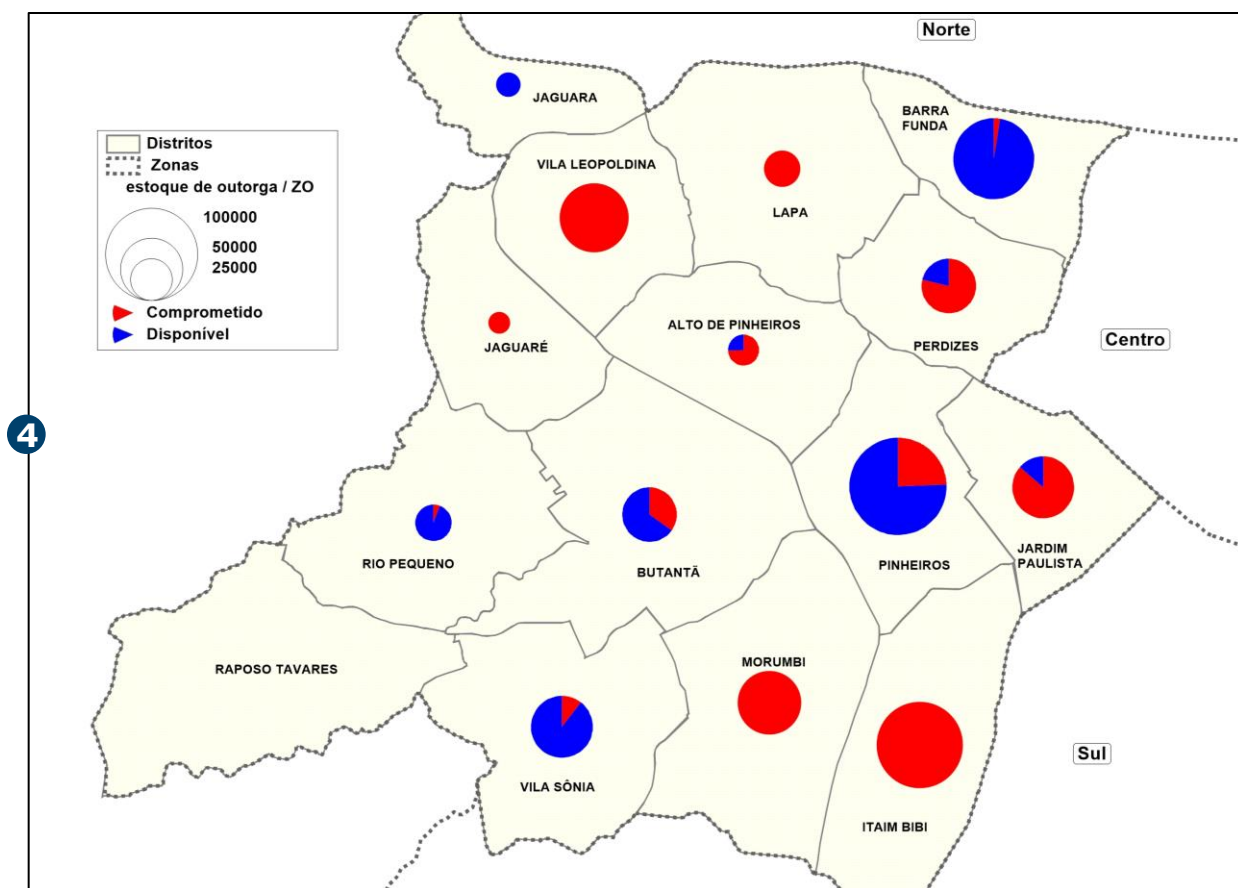 Norte
JAGUARA
BARRA
FUNDA
Distritos
Zonas
estoque de outorga / ZO
100000
50000
25000
Comprometido
Disponível
VILA LEOPOLDINA
LAPA
JAGUARÉ
ALTO DE PINHEIROS
PERDIZES
Centro
4
RIO PEQUENO
BUTANTÃ
PINHEIROS
JARDIM
PAULISTA
RAPOSO TAVARES
MORUMBI
VILA SÔNIA
ITAIM BIBI
Sul